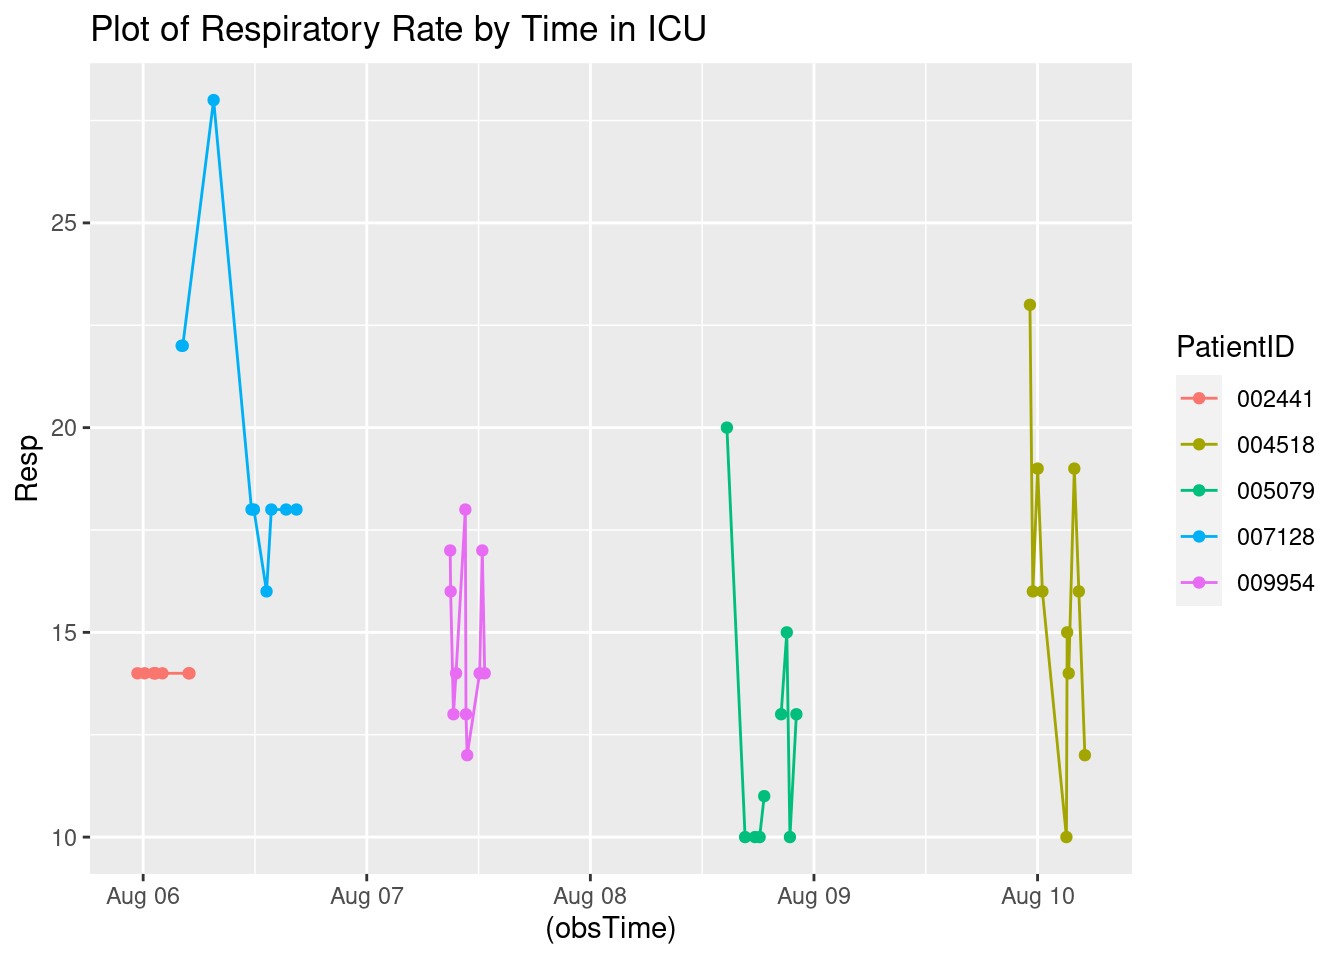 Plot of Respiratory Rate by Time in ICU
25
20
15
10
Resp
Aug 06 Aug 07 Aug 08 Aug 09 Aug 10
(obsTime)
PatientID
002441
004518
005079
007128
009954